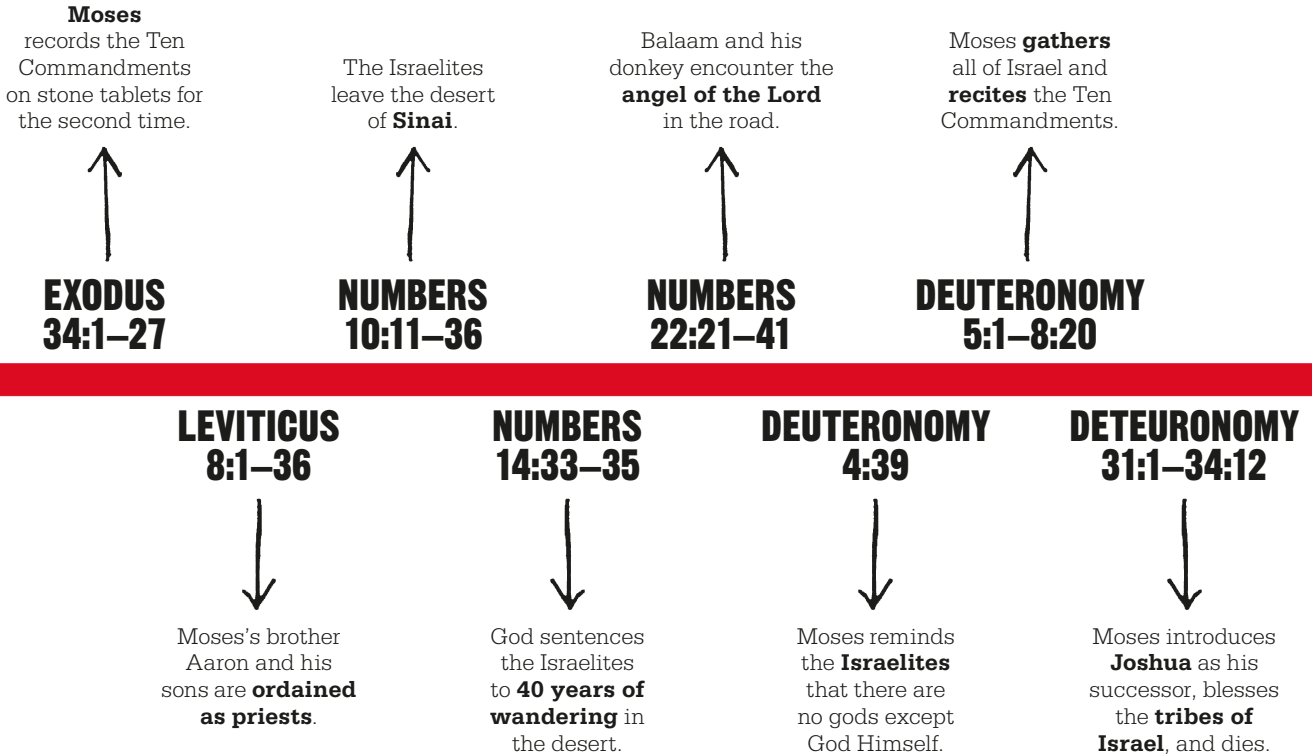 Moses
records the Ten
Commandments
on stone tablets for
the second time.
The Israelites
leave the desert
of Sinai.
Balaam and his
donkey encounter the
angel of the Lord
in the road.
Moses gathers
all of Israel and
recites the Ten
Commandments.
EXODUS
34:1–27
NUMBERS
10:11–36
NUMBERS
22:21–41
DEUTERONOMY
5:1–8:20
LEVITICUS
8:1–36
NUMBERS
14:33–35
DEUTERONOMY
4:39
DETEURONOMY
31:1–34:12
Moses's brother
Aaron and his
sons are ordained
as priests.
God sentences
the Israelites
to 40 years of
wandering in
the desert.
Moses reminds
the Israelites
that there are
no gods except
God Himself.
Moses introduces
Joshua as his
successor, blesses
the tribes of
Israel, and dies.